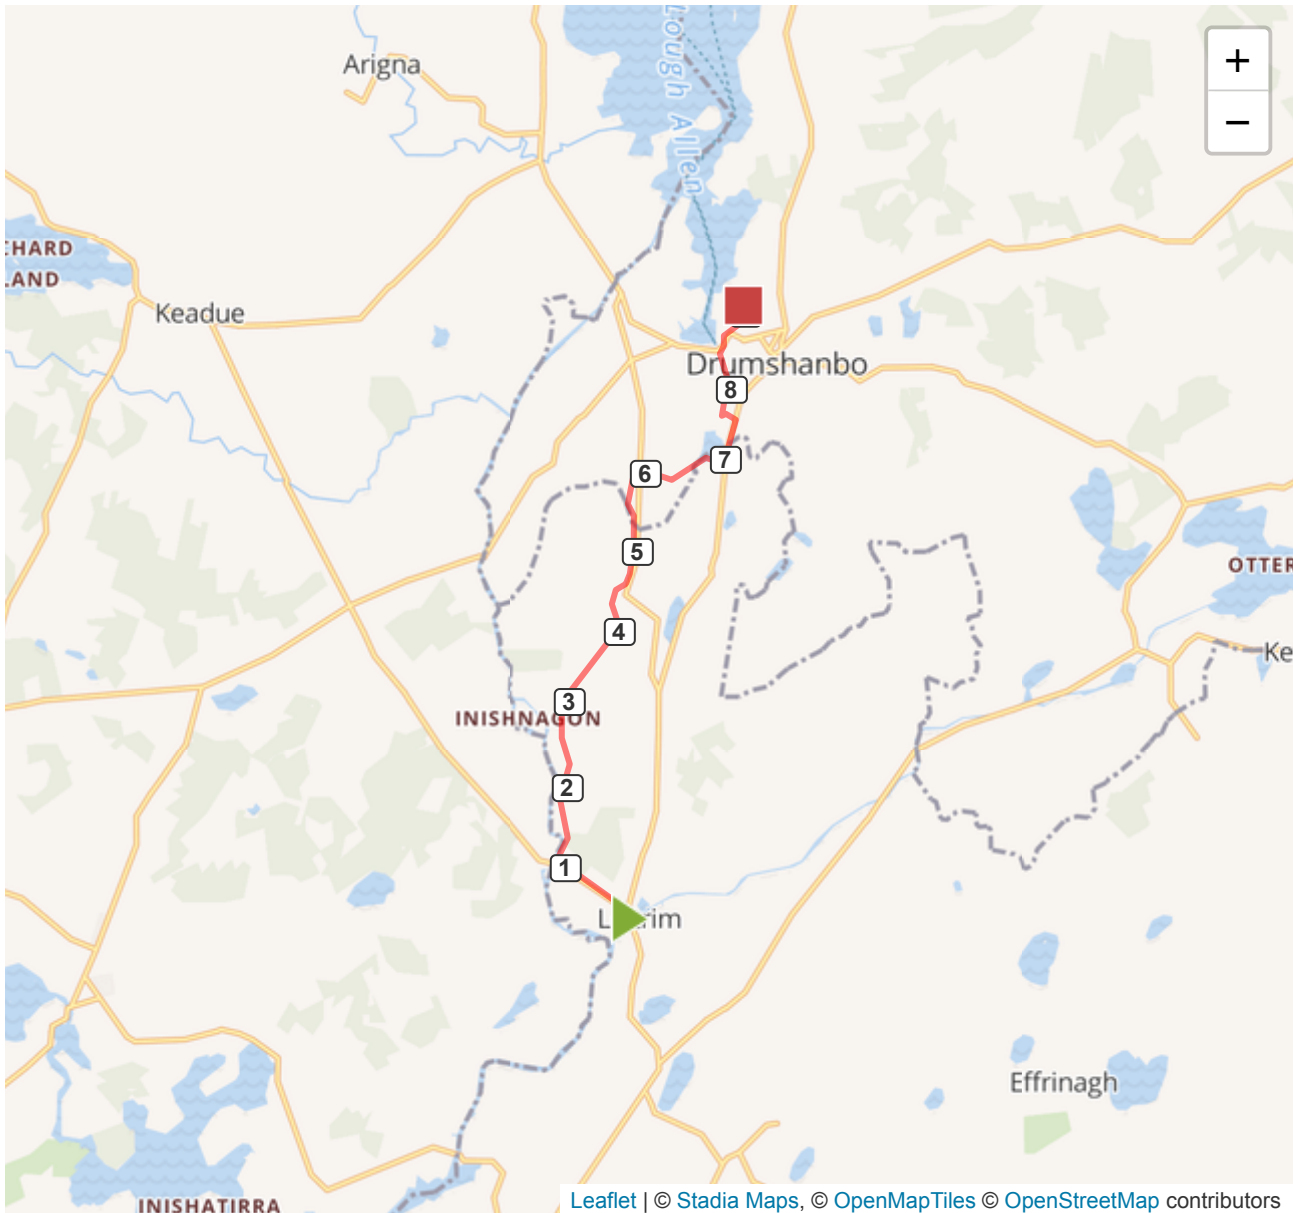 Arigna
Lough Allen
+
−
CHARD
LAND
Keadue
Drumshanbo
8
7
6
5
OTTER
4
Ke
3
INISHNAGON
2
1
Effrinagh
INISHATIRRA
Leaflet | © Stadia Maps, © OpenMapTiles © OpenStreetMap contributors